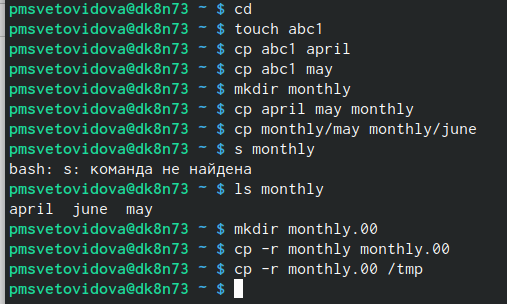 pmsvetovidova@dk8n73 ~ $ cd
pmsvetovidova@dk8n73 ~ $ touch abc1
pmsvetovidova@dk8n73 ~ $ cp abc1 april
pmsvetovidova@dk8n73 ~ $ cp abc1 may
pmsvetovidova@dk8n73 ~ $ mkdir monthly
pmsvetovidova@dk8n73 ~ $ cp april may monthly
pmsvetovidova@dk8n73 ~ $ cp monthly/may monthly/june
pmsvetovidova@dk8n73 ~ $ s monthly
bash: s: команда не найдена
pmsvetovidova@dk8n73 ~ $ ls monthly
april  june  may
pmsvetovidova@dk8n73 ~ $ mkdir monthly.00
pmsvetovidova@dk8n73 ~ $ cp -r monthly monthly.00
pmsvetovidova@dk8n73 ~ $ cp -r monthly.00 /tmp
pmsvetovidova@dk8n73 ~ $